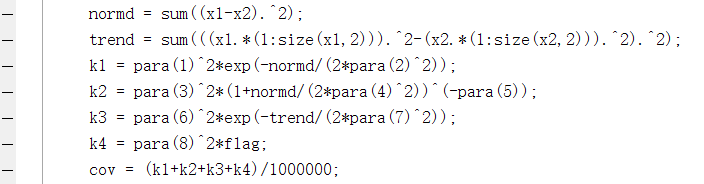 normd = sum((x1-x2).^2);
trend = sum(((x1.*(1:size(x1,2))).^2-(x2.*(1:size(x2,2))).^2).^2);
k1 = para(1)^2*exp(-normd/(2*para(2)^2));
k2 = para(3)^2*(1+normd/(2*para(4)^2))^(-para(5));
k3 = para(6)^2*exp(-trend/(2*para(7)^2));
k4 = para(8)^2*flag;
cov = (k1+k2+k3+k4)/1000000;